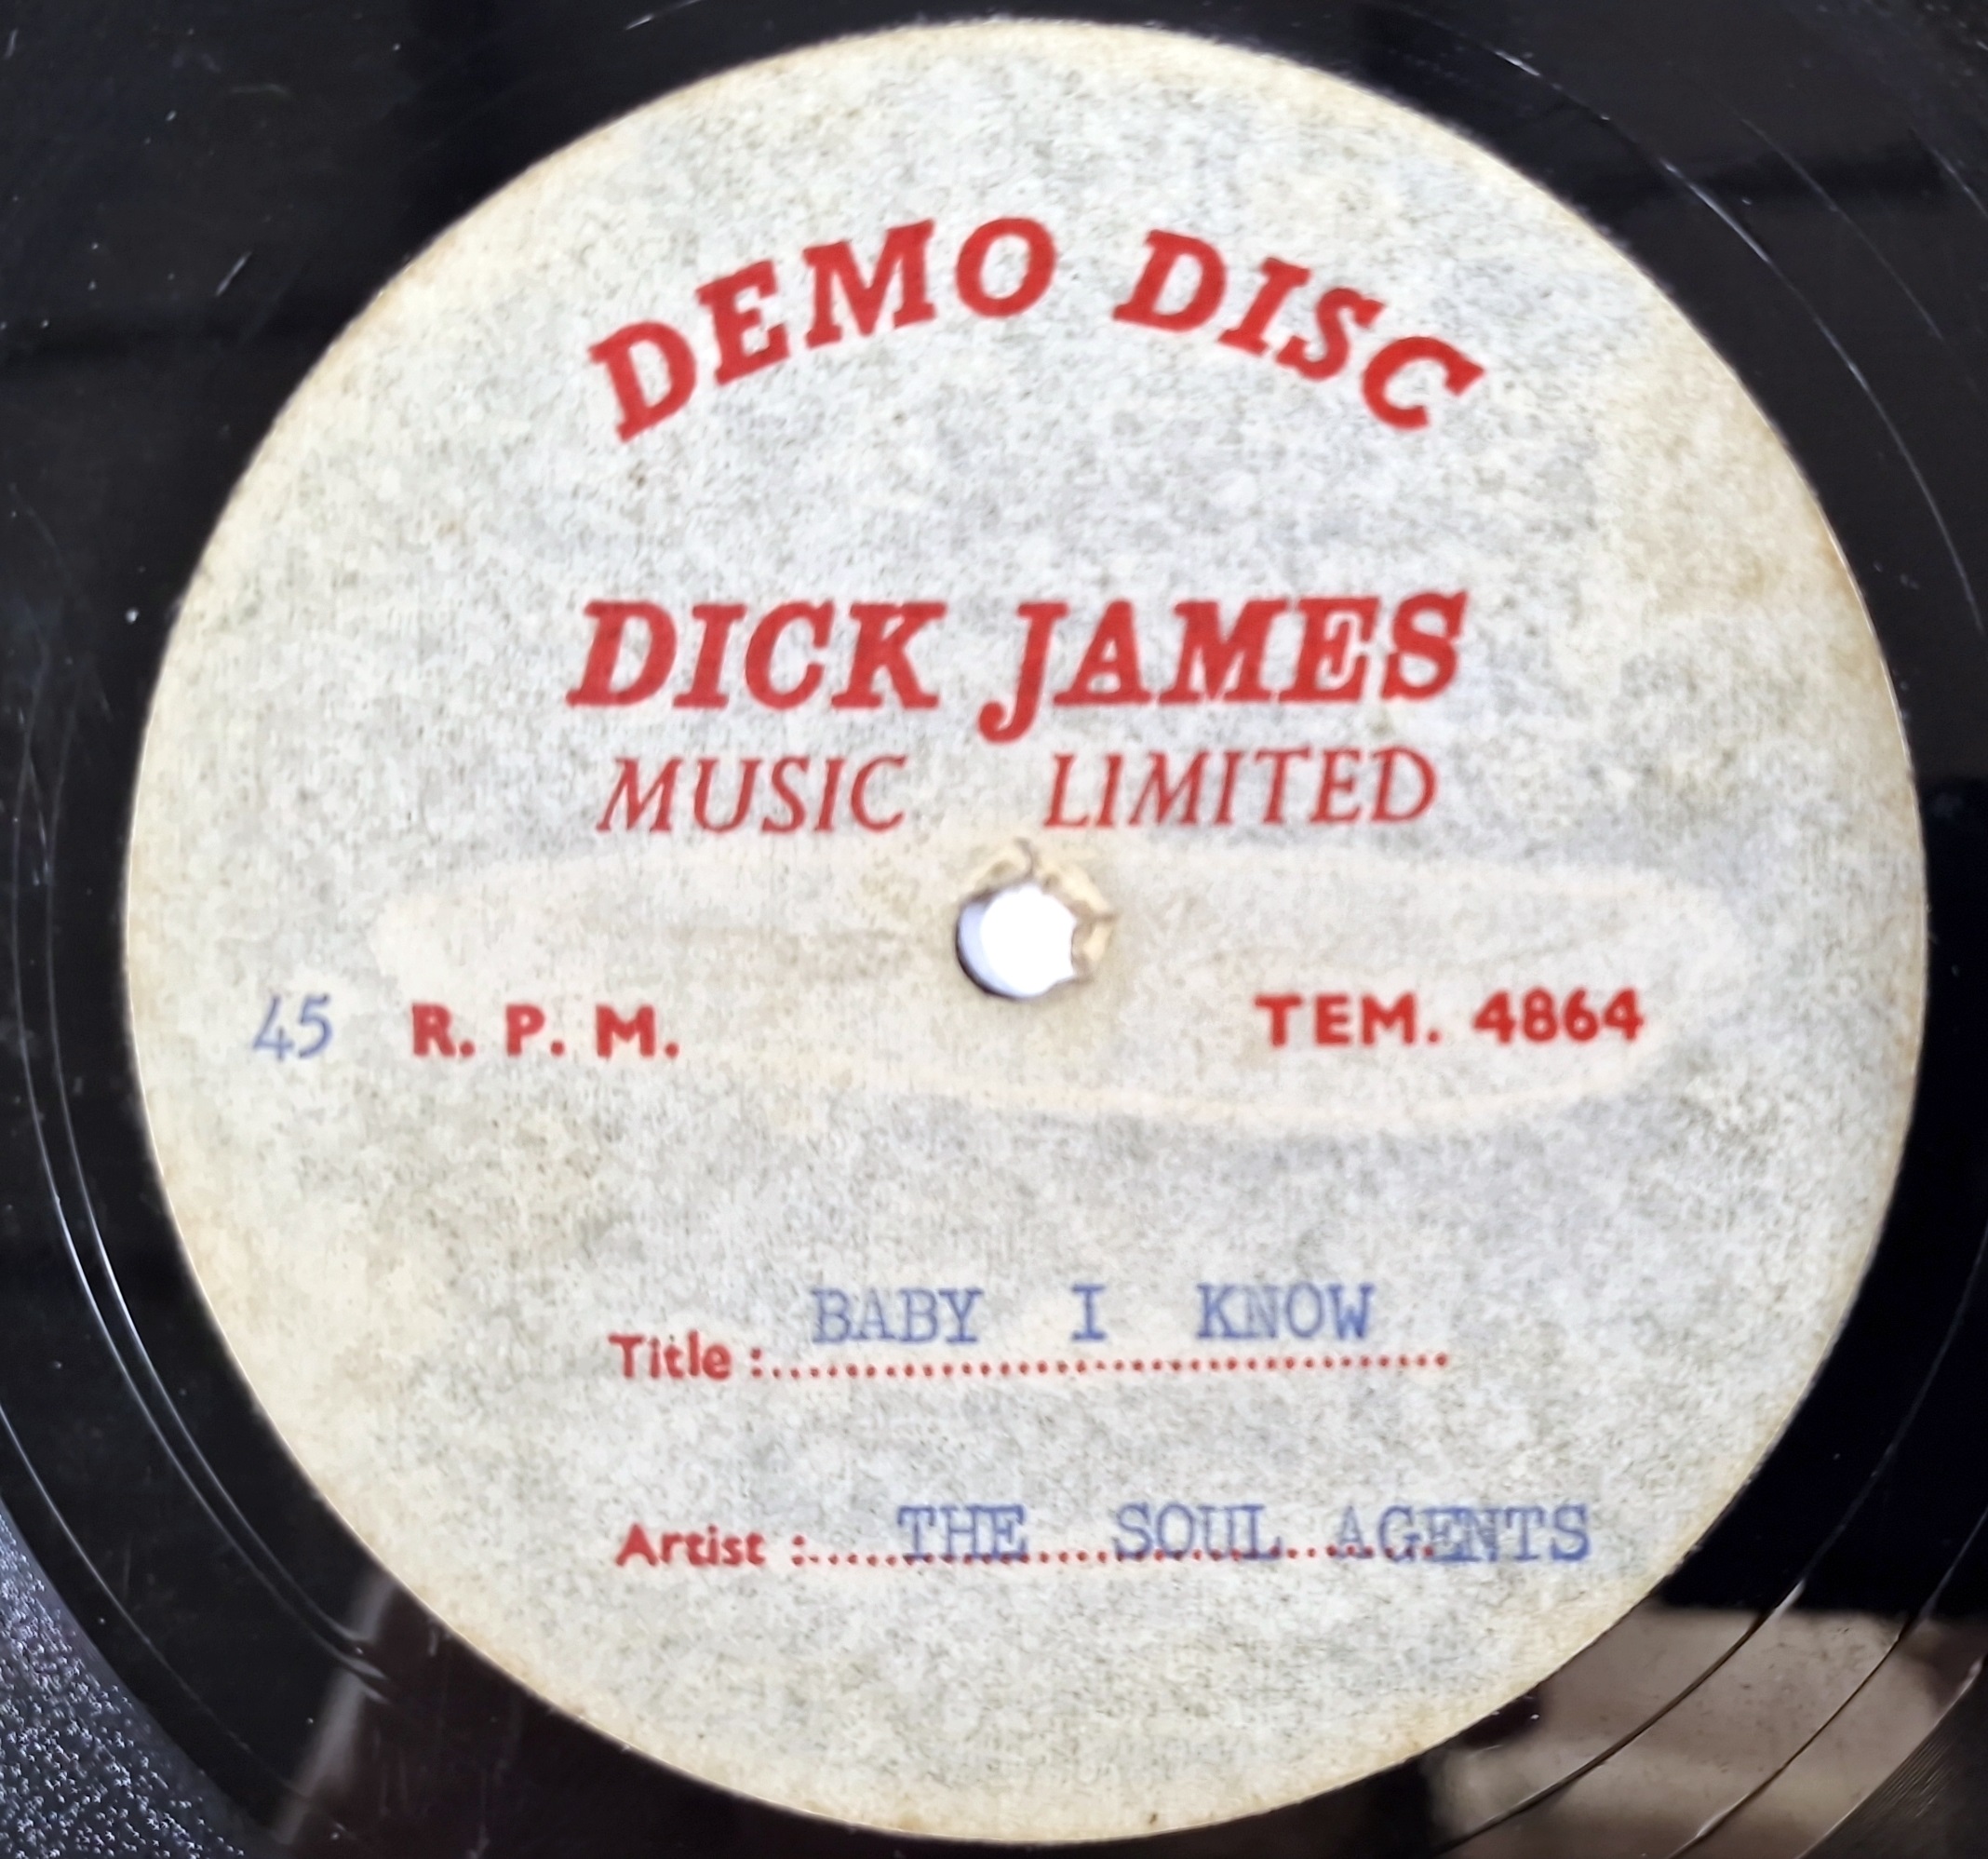 DEMO DISC
DICK JAMES
MUSIC LIMITED
45 R. P. M. TEM. 4864
Title :.......... BABY I KNOW
Artist :.......... THE SOUL AGENTS